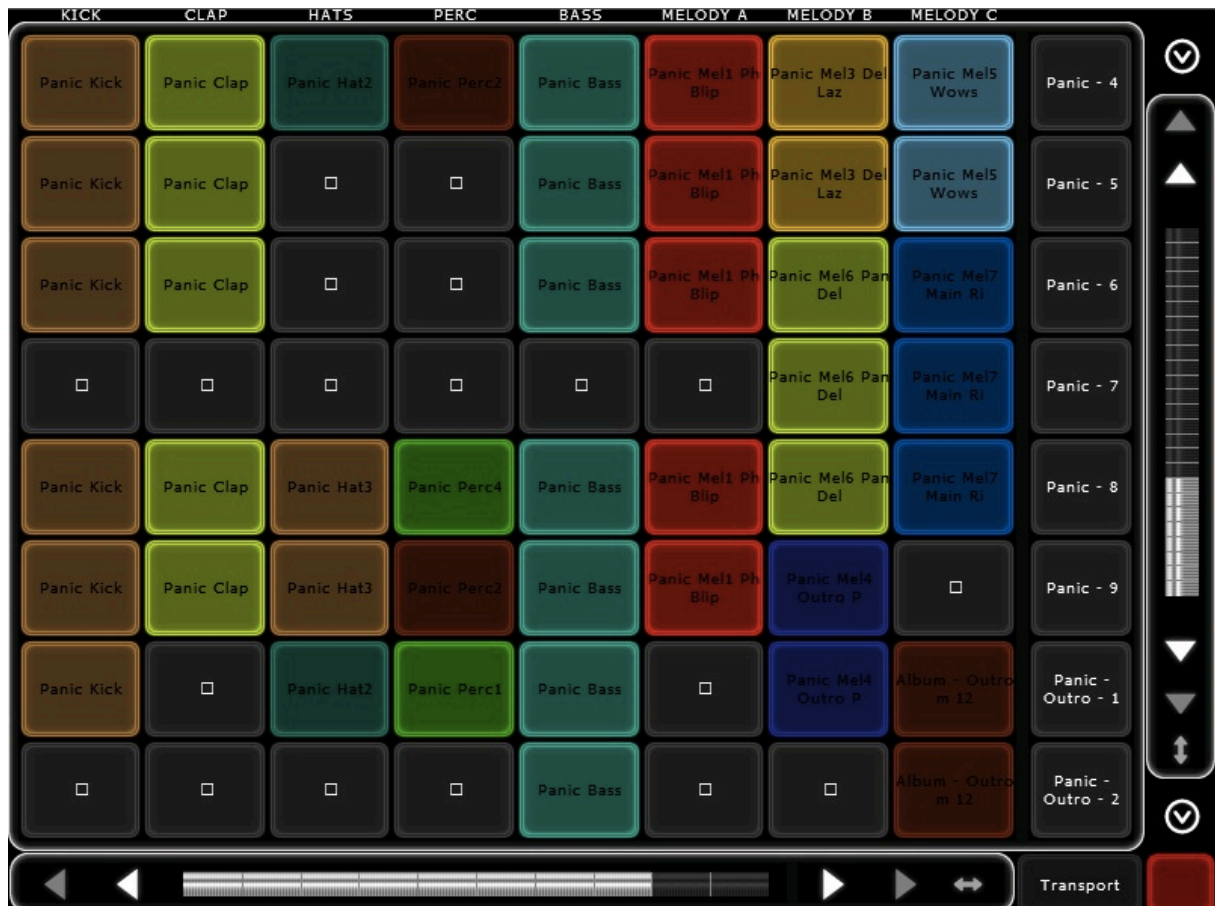 KICK CLAP HATS PERC BASS MELODY A MELODY B MELODY C
Panic Kick Panic Clap Panic Hat2 Panic Perc2 Panic Bass Panic Mel1 Ph Blip Panic Mel3 Del Laz Panic Mel5 Wows Panic - 4
Panic Kick Panic Clap Panic Bass Panic Mel1 Ph Blip Panic Mel3 Del Laz Panic Mel5 Wows Panic - 5
Panic Kick Panic Clap Panic Bass Panic Mel1 Ph Blip Panic Mel6 Pan Del Panic Mel7 Main Ri Panic - 6
Panic Mel6 Pan Del Panic Mel7 Main Ri Panic - 7
Panic Kick Panic Clap Panic Hat3 Panic Perc4 Panic Bass Panic Mel1 Ph Blip Panic Mel6 Pan Del Panic Mel7 Main Ri Panic - 8
Panic Kick Panic Clap Panic Hat3 Panic Perc2 Panic Bass Panic Mel1 Ph Blip Panic Mel4 Outro P Panic - 9
Panic Kick Panic Hat2 Panic Perc1 Panic Bass Panic Mel4 Outro P Album - Outro m 12 Panic - Outro - 1
Panic Bass Album - Outro m 12 Panic - Outro - 2
Transport